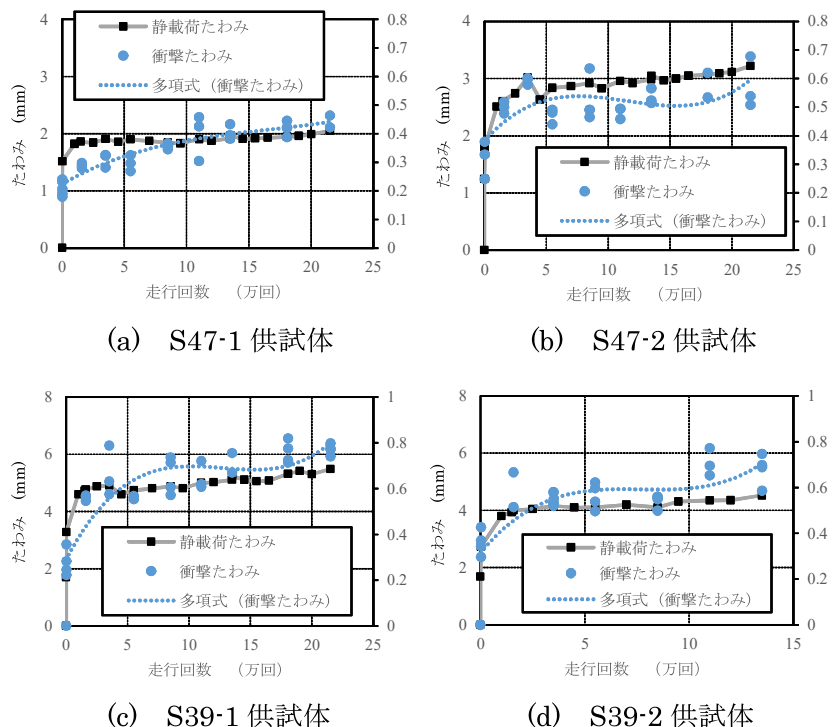 4
3
2
1
0
0.8
0.7
0.6
0.5
0.4
0.3
0.2
0.1
0
静載荷たわみ
衝撃たわみ
多項式（衝撃たわみ）
たわみ (mm)
0 5 10 15 20 25
走行回数 （万回）
(a) S47-1 供試体
4
3
2
1
0
0.8
0.7
0.6
0.5
0.4
0.3
0.2
0.1
0
静載荷たわみ
衝撃たわみ
多項式（衝撃たわみ）
たわみ (mm)
0 5 10 15 20 25
走行回数 （万回）
(b) S47-2 供試体
8
6
4
2
0
1
0.8
0.6
0.4
0.2
0
静載荷たわみ
衝撃たわみ
多項式（衝撃たわみ）
たわみ (mm)
0 5 10 15 20 25
走行回数 （万回）
(c) S39-1 供試体
8
6
4
2
0
1
0.8
0.6
0.4
0.2
0
静載荷たわみ
衝撃たわみ
多項式（衝撃たわみ）
たわみ (mm)
0 5 10 15
走行回数 （万回）
(d) S39-2 供試体